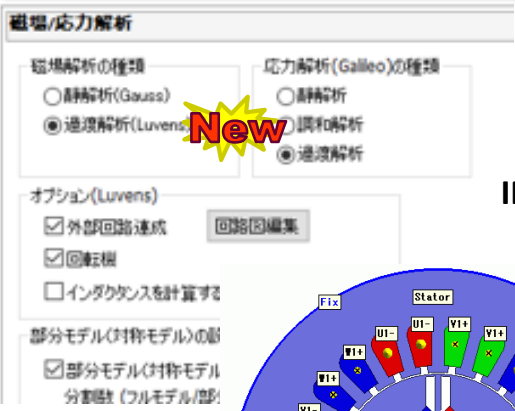 磁場/応力解析
磁場解析の種類
静解析(Gauss)
過渡解析(Luvens
応力解析(Galileo)の種類
静解析
調和解析
過渡解析
New
オプション(Luvens)
外部回路連成
回路図編集
回転機
インダクタンスを計算する
部分モデル(対称モデル)の設
部分モデル(対称モデル
分割数 (フルモデル/部分
Fix
Stator
U1-
U1-
V1+
V1+
W1+
W1+